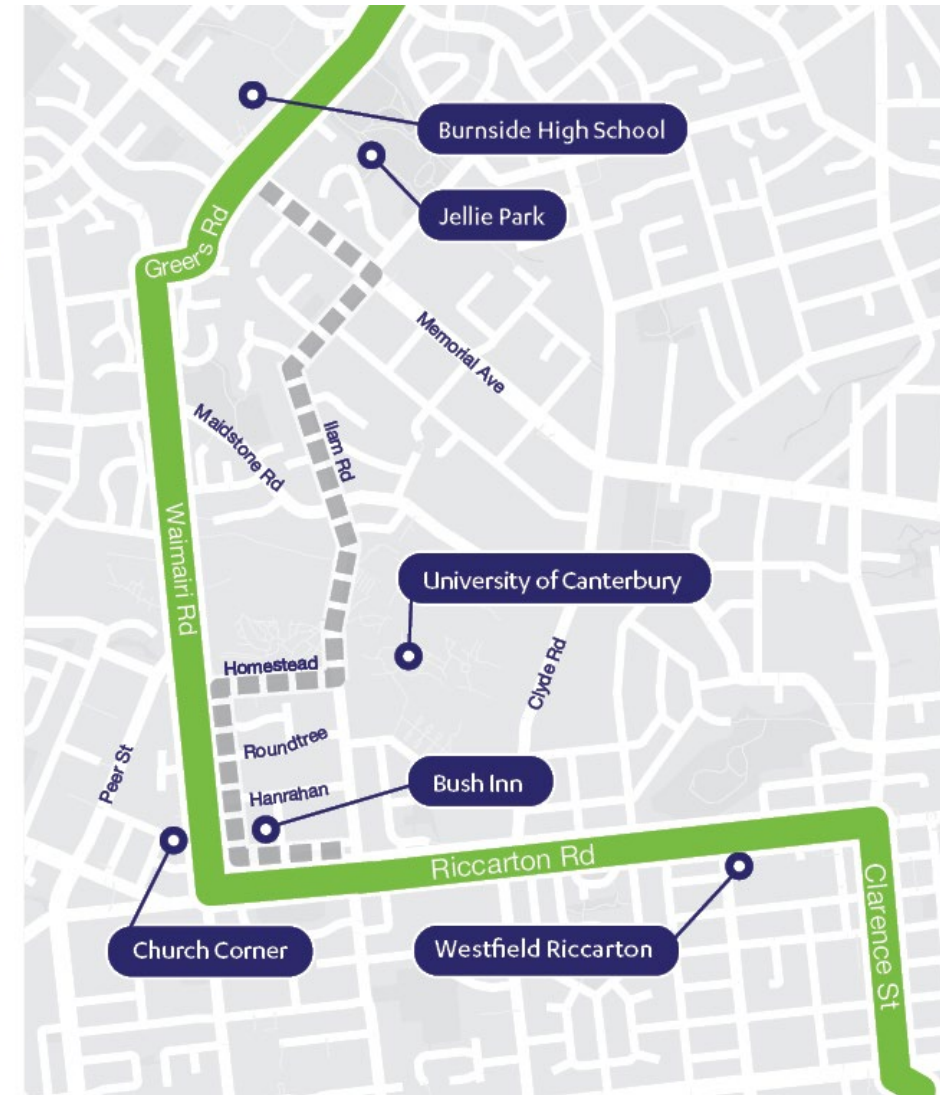 Burnside High School
Jellie Park
Greers Rd
Memorial Ave
Maidstone Rd
Ilam Rd
Waimairi Rd
University of Canterbury
Homestead
Clyde Rd
Roundtree
Peer St
Hanrahan
Bush Inn
Riccarton Rd
Clarence St
Church Corner
Westfield Riccarton